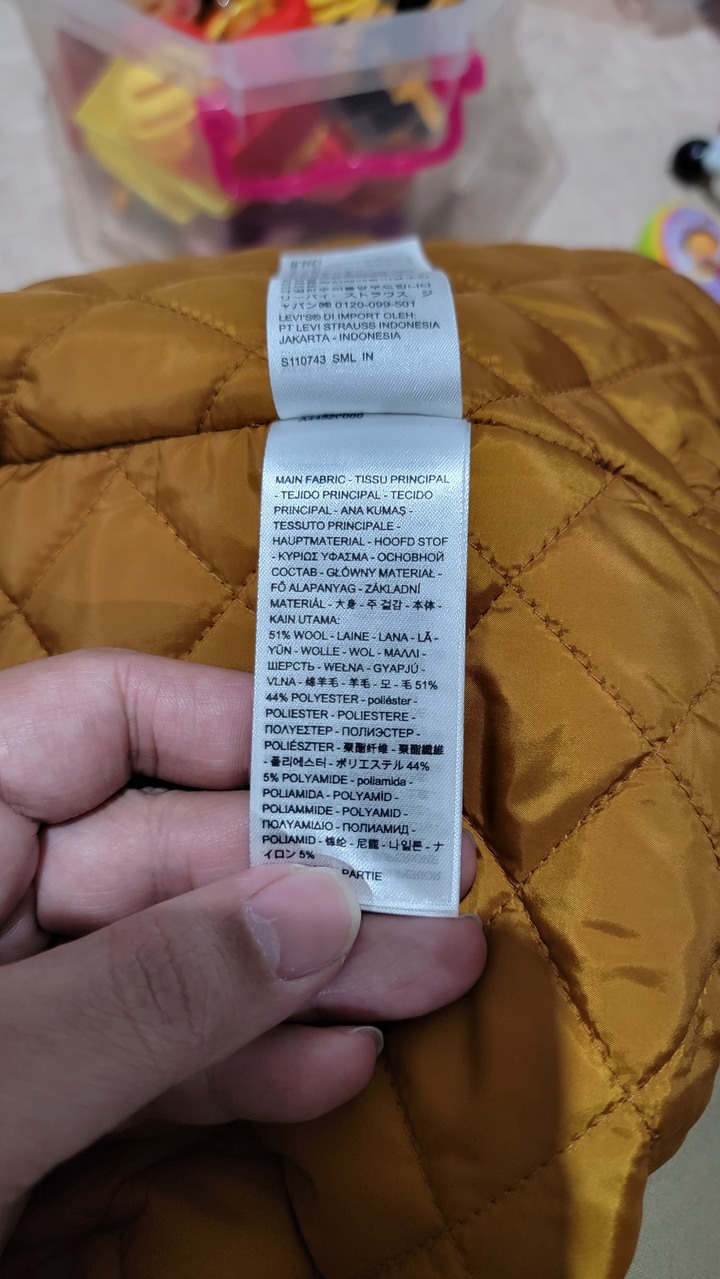 リーバイ・ストラウス ジ
ャパン㈱ 0120-099-501
LEVI'S® DI IMPORT OLEH:
PT LEVI STRAUSS INDONESIA
JAKARTA - INDONESIA
S110743 SML IN
MAIN FABRIC - TISSU PRINCIPAL
- TEJIDO PRINCIPAL - TECIDO
PRINCIPAL - ANA KUMAŞ -
TESSUTO PRINCIPALE -
HAUPTMATERIAL - HOOFD STOF
- ΚΥΡΙΩΣ ΥΦΑΣΜΑ - ОСНОВНОЙ
СОСТАВ - GŁÓWNY MATERIAŁ -
FŐ ALAPANYAG - ZÁKLADNÍ
MATERIÁL - 大身 - 주 겉감 - 本体 -
KAIN UTAMA:
51% WOOL - LAINE - LANA - LÃ -
YÜN - WOLLE - WOL - ΜΑΛΛΙ -
ШЕРСТЬ - WEŁNA - GYAPJÚ -
VLNA - 绵羊毛 - 羊毛 - 모 - 毛 51%
44% POLYESTER - poliéster -
POLIESTER - POLIESTERE -
ΠΟΛΥΕΣΤΕΡ - ПОЛИЭСТЕР -
POLIÉSZTER - 聚酯纤维 - 聚酯纖維
- 폴리에스터 - ポリエステル 44%
5% POLYAMIDE - poliamida -
POLIAMIDA - POLYAMİD -
POLIAMMIDE - POLYAMID -
ΠΟΛΥΑΜΙΔΙΟ - ПОЛИАМИД -
POLIAMID - 锦纶 - 尼龍 - 나일론 - ナ
イロン 5%
PARTIE